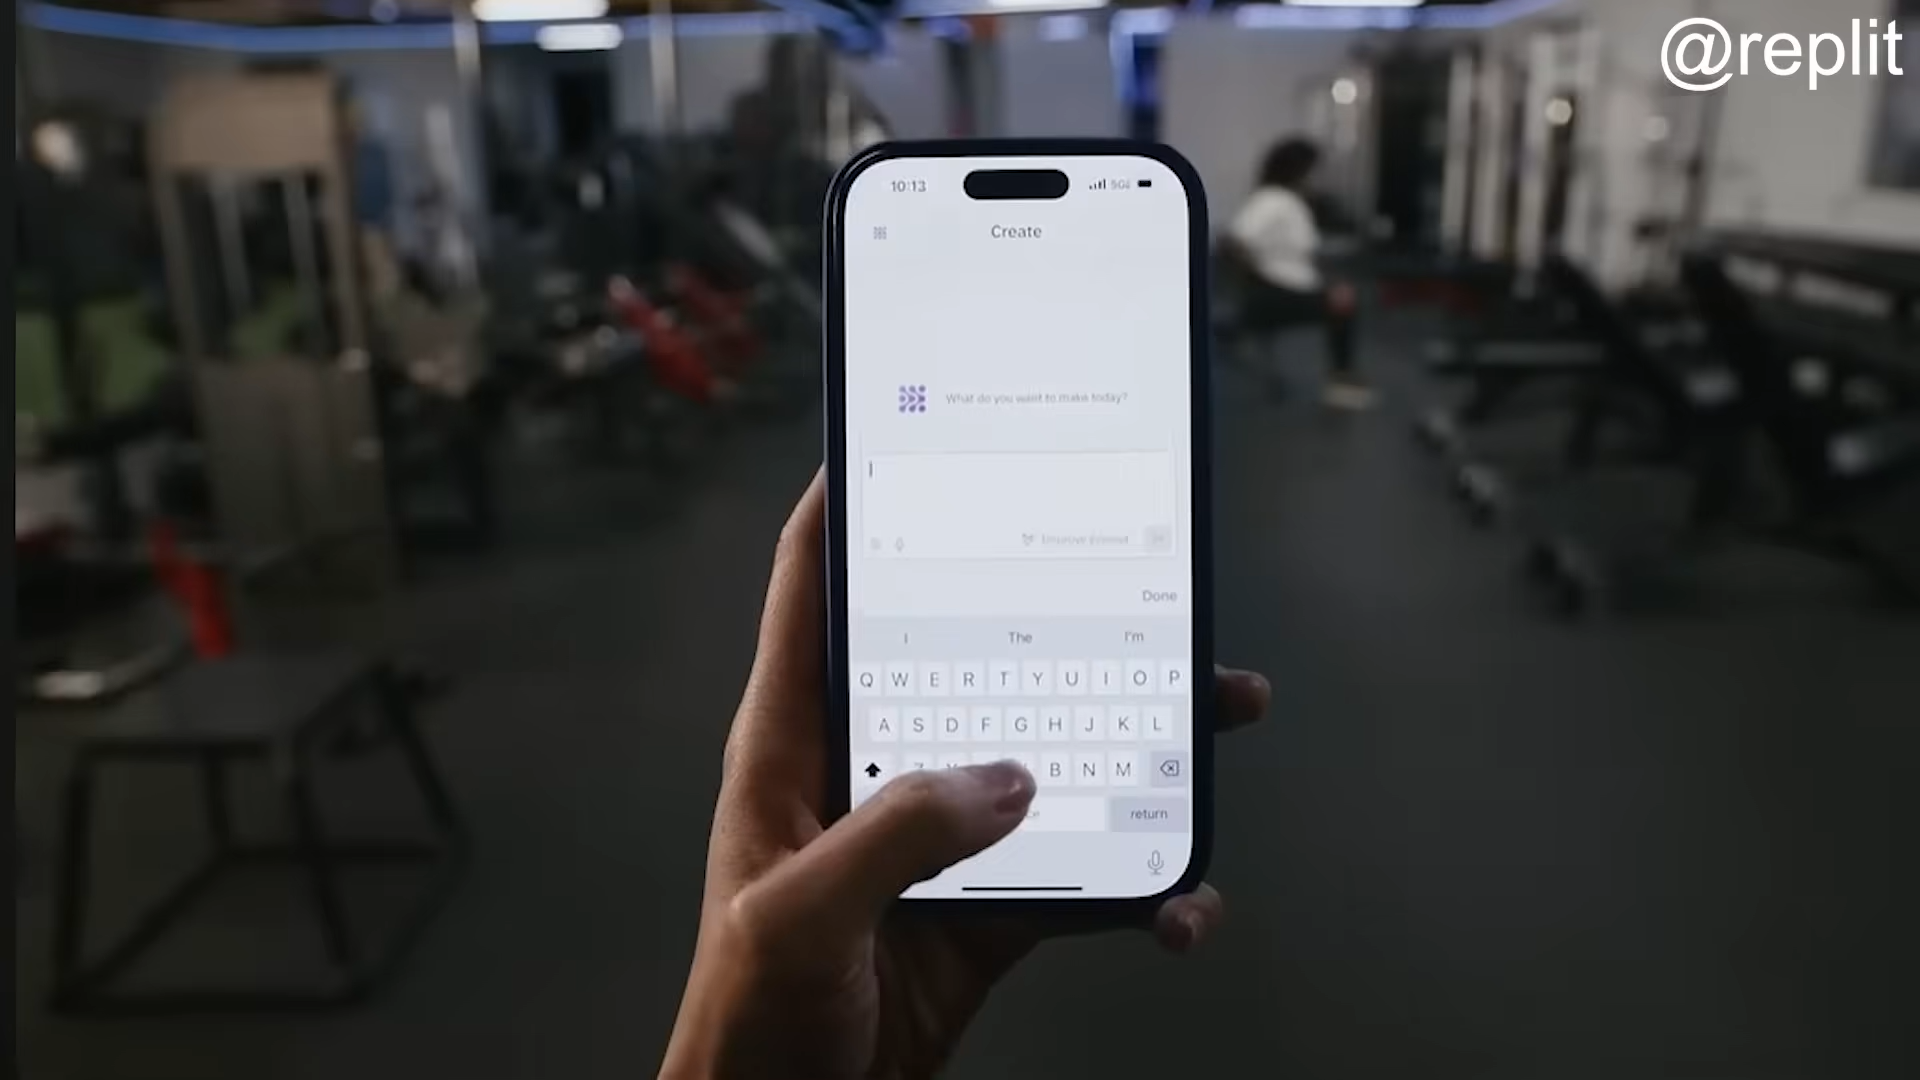 @replit
10:13
Create
What do you want to make today?
Done
I The I'm
Q W E R T Y U I O P
A S D F G H J K L
B N M
return